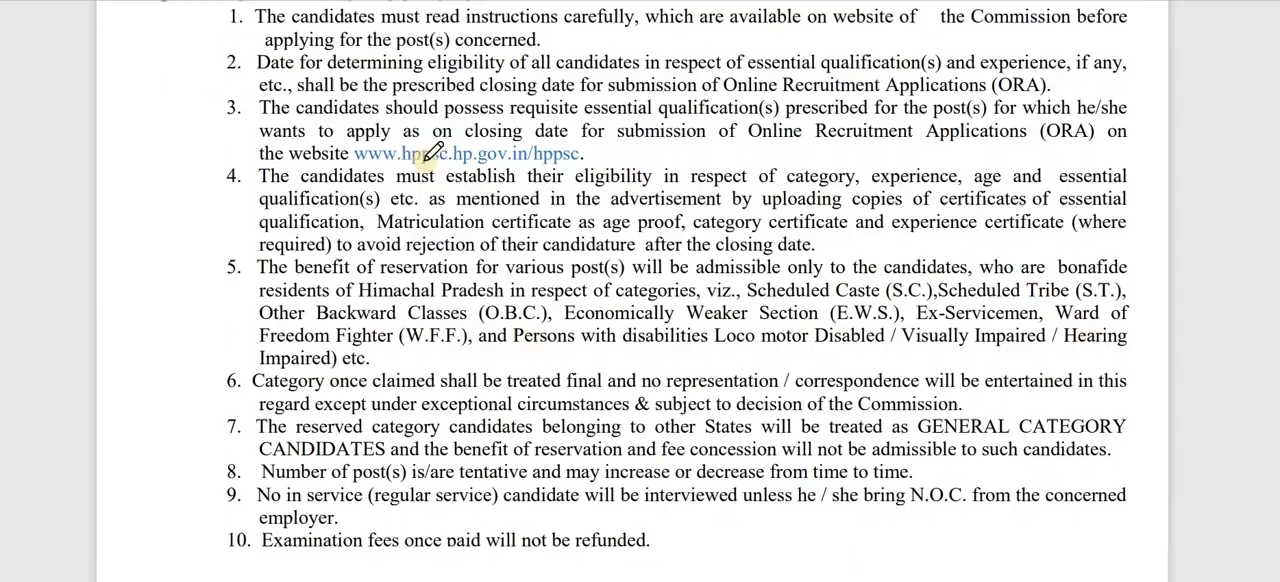 1. The candidates must read instructions carefully, which are available on website of the Commission before
applying for the post(s) concerned.
2. Date for determining eligibility of all candidates in respect of essential qualification(s) and experience, if any,
etc., shall be the prescribed closing date for submission of Online Recruitment Applications (ORA).
3. The candidates should possess requisite essential qualification(s) prescribed for the post(s) for which he/she
wants to apply as on closing date for submission of Online Recruitment Applications (ORA) on
the website www.hppsc.hp.gov.in/hppsc.
4. The candidates must establish their eligibility in respect of category, experience, age and essential
qualification(s) etc. as mentioned in the advertisement by uploading copies of certificates of essential
qualification, Matriculation certificate as age proof, category certificate and experience certificate (where
required) to avoid rejection of their candidature after the closing date.
5. The benefit of reservation for various post(s) will be admissible only to the candidates, who are bonafide
residents of Himachal Pradesh in respect of categories, viz., Scheduled Caste (S.C.),Scheduled Tribe (S.T.),
Other Backward Classes (O.B.C.), Economically Weaker Section (E.W.S.), Ex-Servicemen, Ward of
Freedom Fighter (W.F.F.), and Persons with disabilities Loco motor Disabled / Visually Impaired / Hearing
Impaired) etc.
6. Category once claimed shall be treated final and no representation / correspondence will be entertained in this
regard except under exceptional circumstances & subject to decision of the Commission.
7. The reserved category candidates belonging to other States will be treated as GENERAL CATEGORY
CANDIDATES and the benefit of reservation and fee concession will not be admissible to such candidates.
8. Number of post(s) is/are tentative and may increase or decrease from time to time.
9. No in service (regular service) candidate will be interviewed unless he / she bring N.O.C. from the concerned
employer.
10. Examination fees once paid will not be refunded.